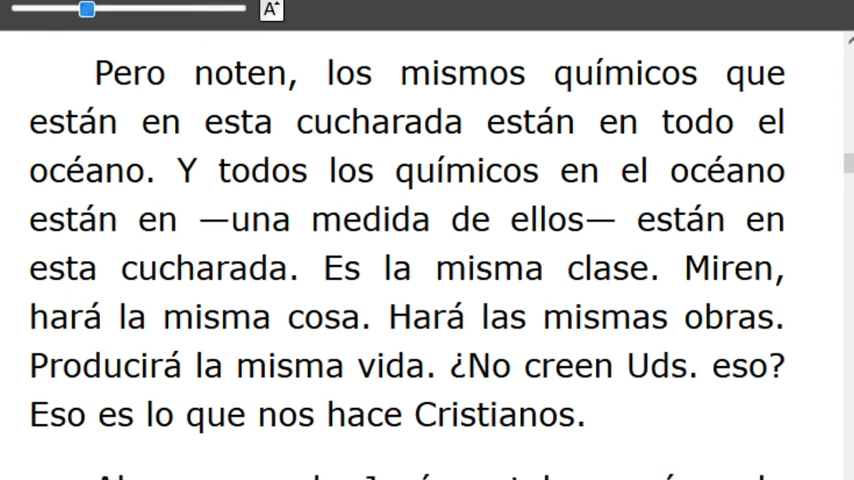 A
Pero noten, los mismos químicos que
están en esta cucharada están en todo el
océano. Y todos los químicos en el océano
están en —una medida de ellos— están en
esta cucharada. Es la misma clase. Miren,
hará la misma cosa. Hará las mismas obras.
Producirá la misma vida. ¿No creen Uds. eso?
Eso es lo que nos hace Cristianos.